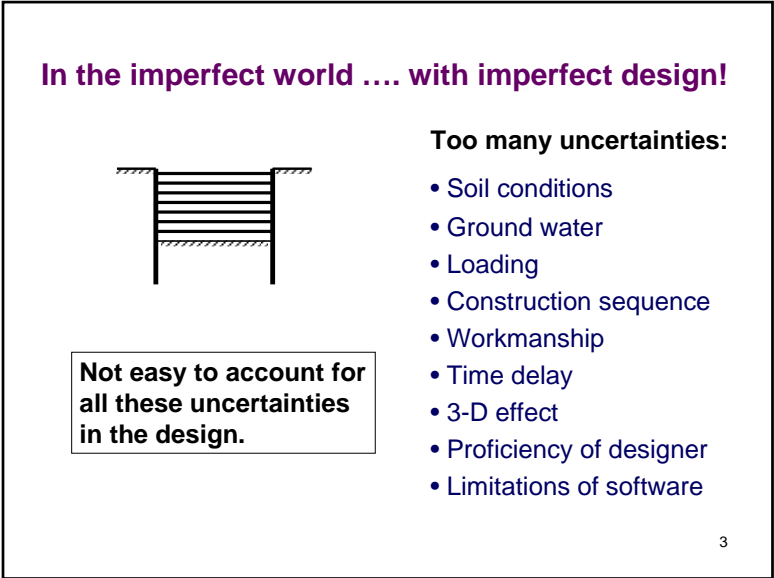 In the imperfect world …. with imperfect design!
Too many uncertainties:
• Soil conditions
• Ground water
• Loading
• Construction sequence
• Workmanship
• Time delay
• 3-D effect
• Proficiency of designer
• Limitations of software
Not easy to account for
all these uncertainties
in the design.
3